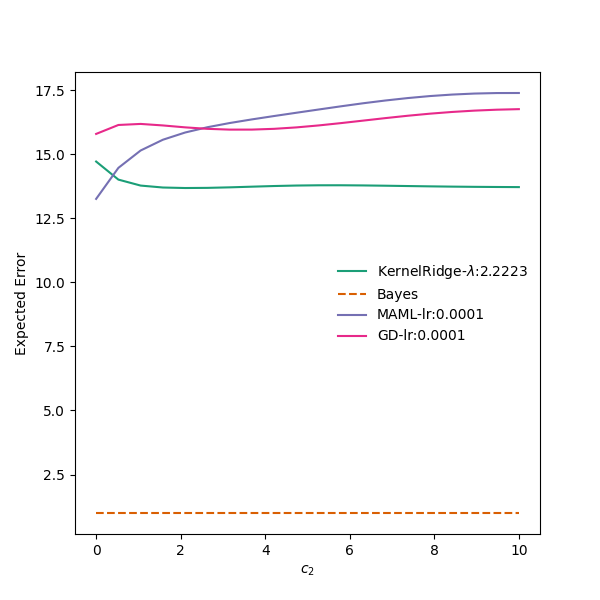 17.5
15.0
12.5
10.0
7.5
5.0
2.5
Expected Error
KernelRidge-λ:2.2223
Bayes
MAML-lr:0.0001
GD-lr:0.0001
0 2 4 6 8 10
c₂